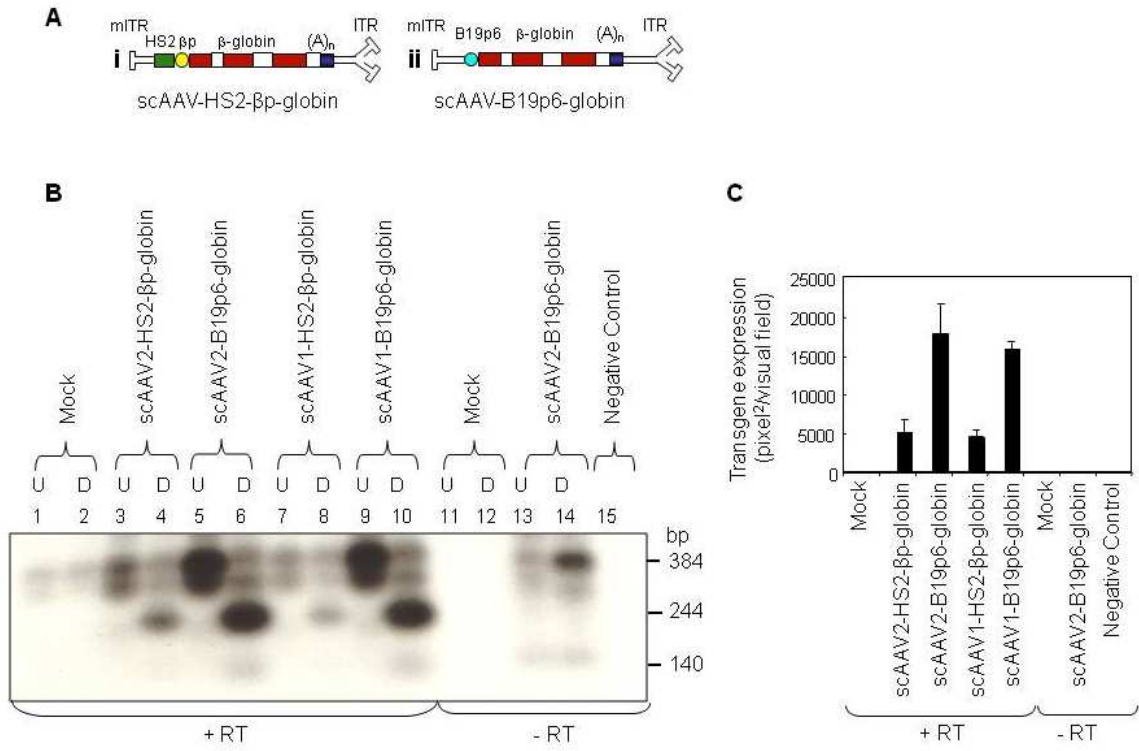 A
mITR ITR
HS2 βp β-globin (A)n
i
scAAV-HS2-βp-globin
mITR ITR
B19p6 β-globin (A)n
ii
scAAV-B19p6-globin
B
Mock
scAAV2-HS2-βp-globin
scAAV2-B19p6-globin
scAAV1-HS2-βp-globin
scAAV1-B19p6-globin
Mock
scAAV2-B19p6-globin
Negative Control
U D U D U D U D U D U D
1 2 3 4 5 6 7 8 9 10 11 12 13 14 15
bp
384
244
140
+ RT - RT
C
Transgene expression
(pixel²/visual field)
25000
20000
15000
10000
5000
0
Mock
scAAV2-HS2-βp-globin
scAAV2-B19p6-globin
scAAV1-HS2-βp-globin
scAAV1-B19p6-globin
Mock
scAAV2-B19p6-globin
Negative Control
+ RT - RT